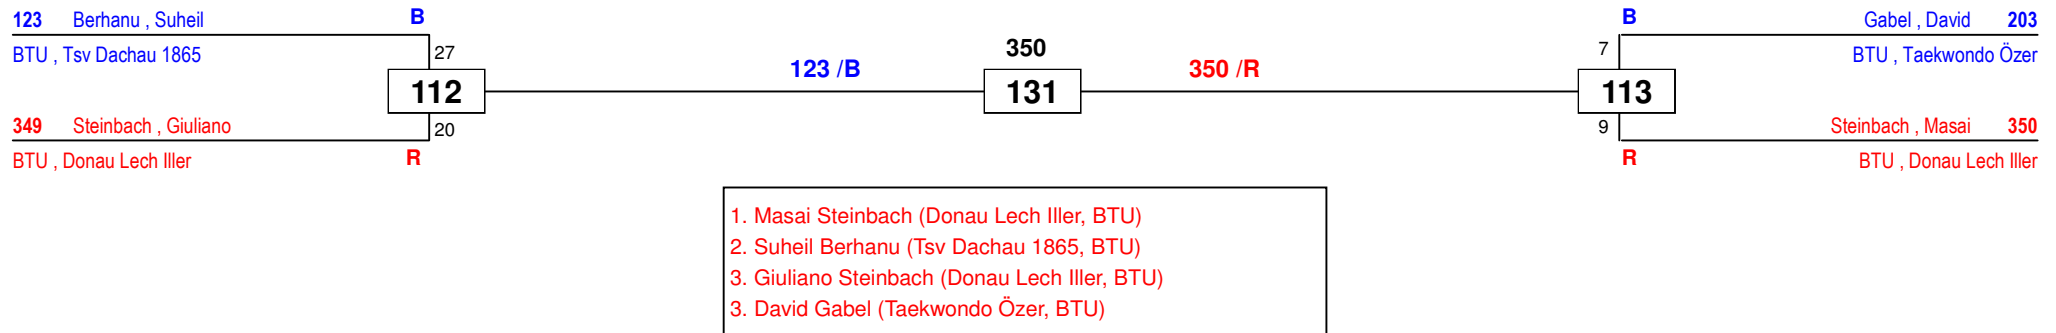 123 Berhanu , Suheil B
BTU , Tsv Dachau 1865
27
112
20
349 Steinbach , Giuliano
BTU , Donau Lech Iller R
123 /B
350
131
350 /R
B Gabel , David 203
7
BTU , Taekwondo Özer
113
9
Steinbach , Masai 350
R BTU , Donau Lech Iller
1. Masai Steinbach (Donau Lech Iller, BTU)
2. Suheil Berhanu (Tsv Dachau 1865, BTU)
3. Giuliano Steinbach (Donau Lech Iller, BTU)
3. David Gabel (Taekwondo Özer, BTU)